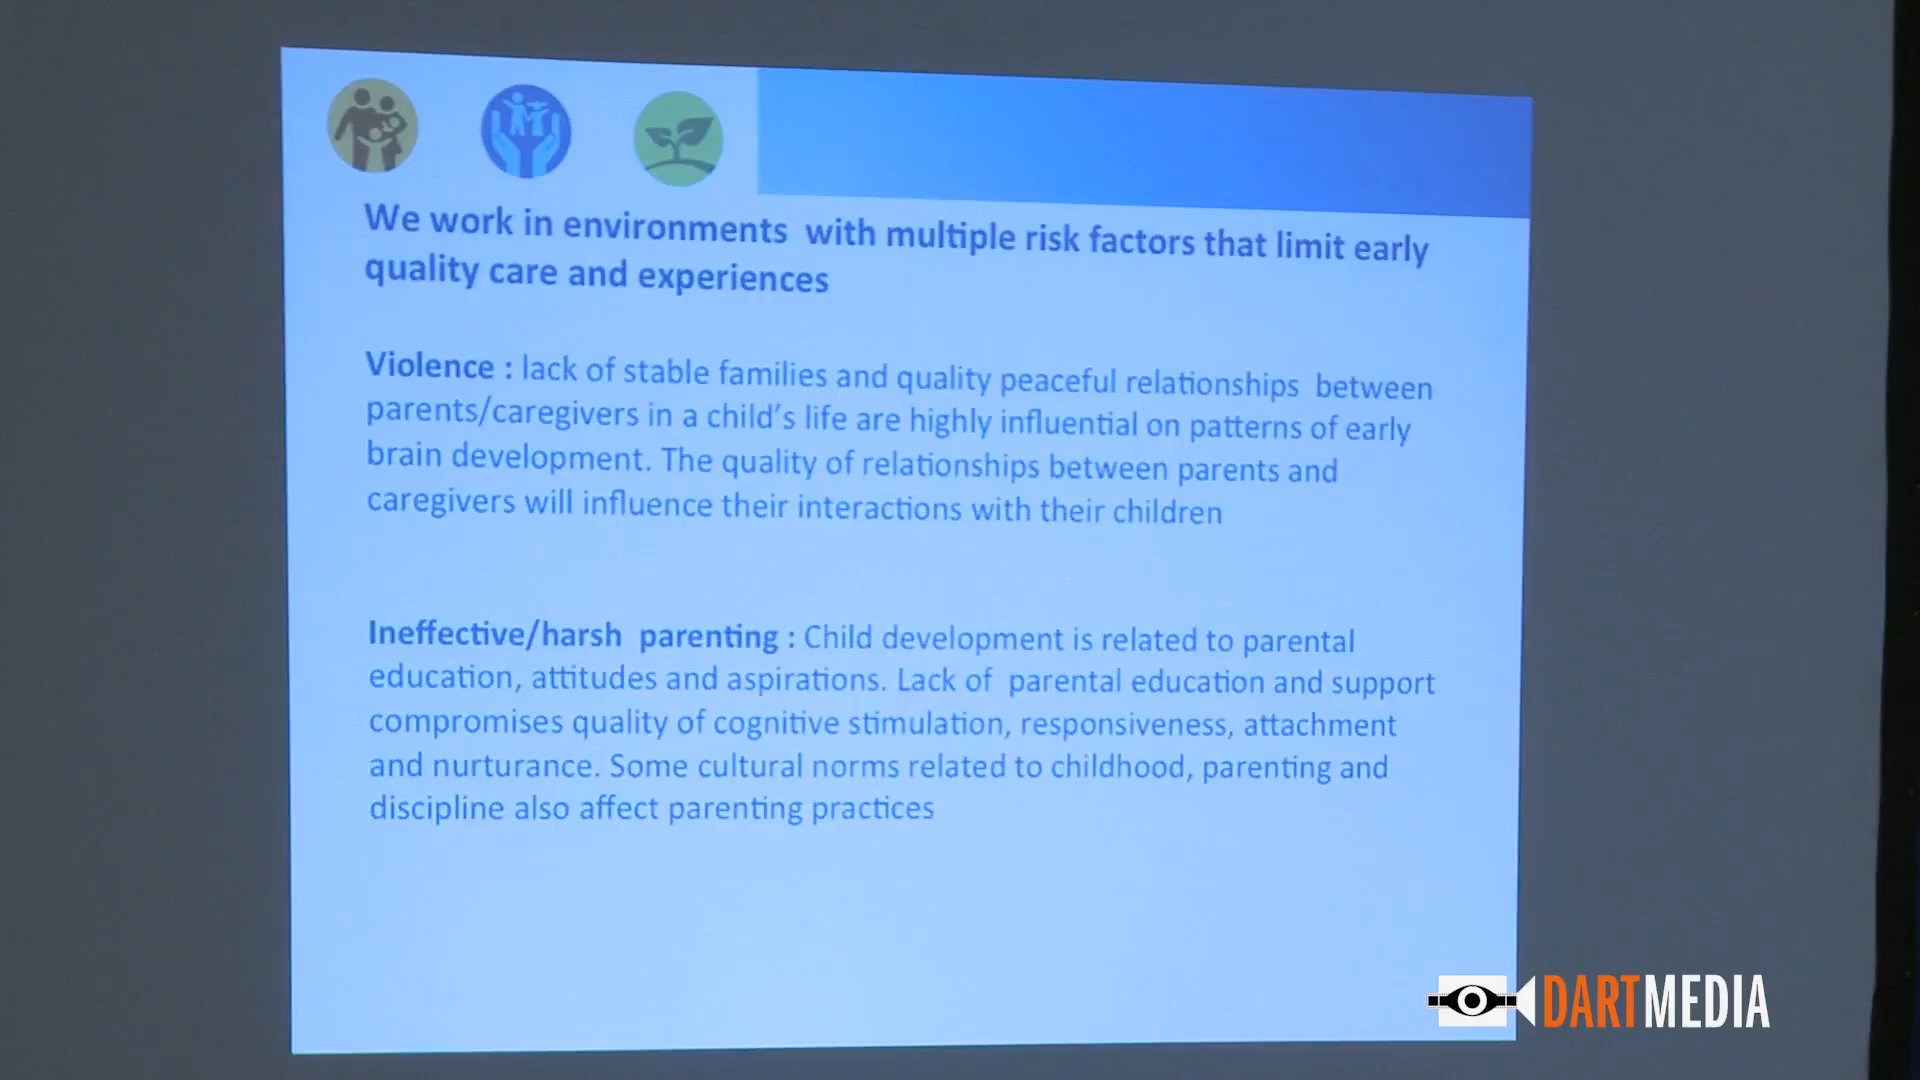 We work in environments  with multiple risk factors that limit early
quality care and experiences
Violence : lack of stable families and quality peaceful relationships  between
parents/caregivers in a child’s life are highly influential on patterns of early
brain development. The quality of relationships between parents and
caregivers will influence their interactions with their children
Ineffective/harsh  parenting : Child development is related to parental
education, attitudes and aspirations. Lack of  parental education and support
compromises quality of cognitive stimulation, responsiveness, attachment
and nurturance. Some cultural norms related to childhood, parenting and
discipline also affect parenting practices
DARTMEDIA